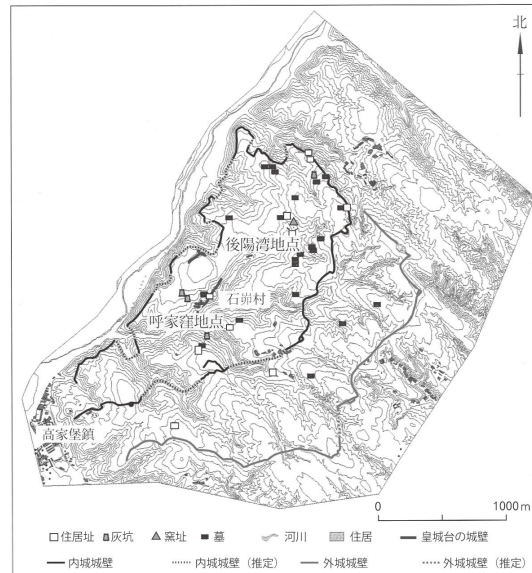 北
後陽湾地点
石峁村
呼家窪地点
高家堡鎮
0 1000m
住居址 灰坑 窯址 墓 河川 住居 皇城台の城壁
内城城壁 内城城壁(推定) 外城城壁 外城城壁(推定)